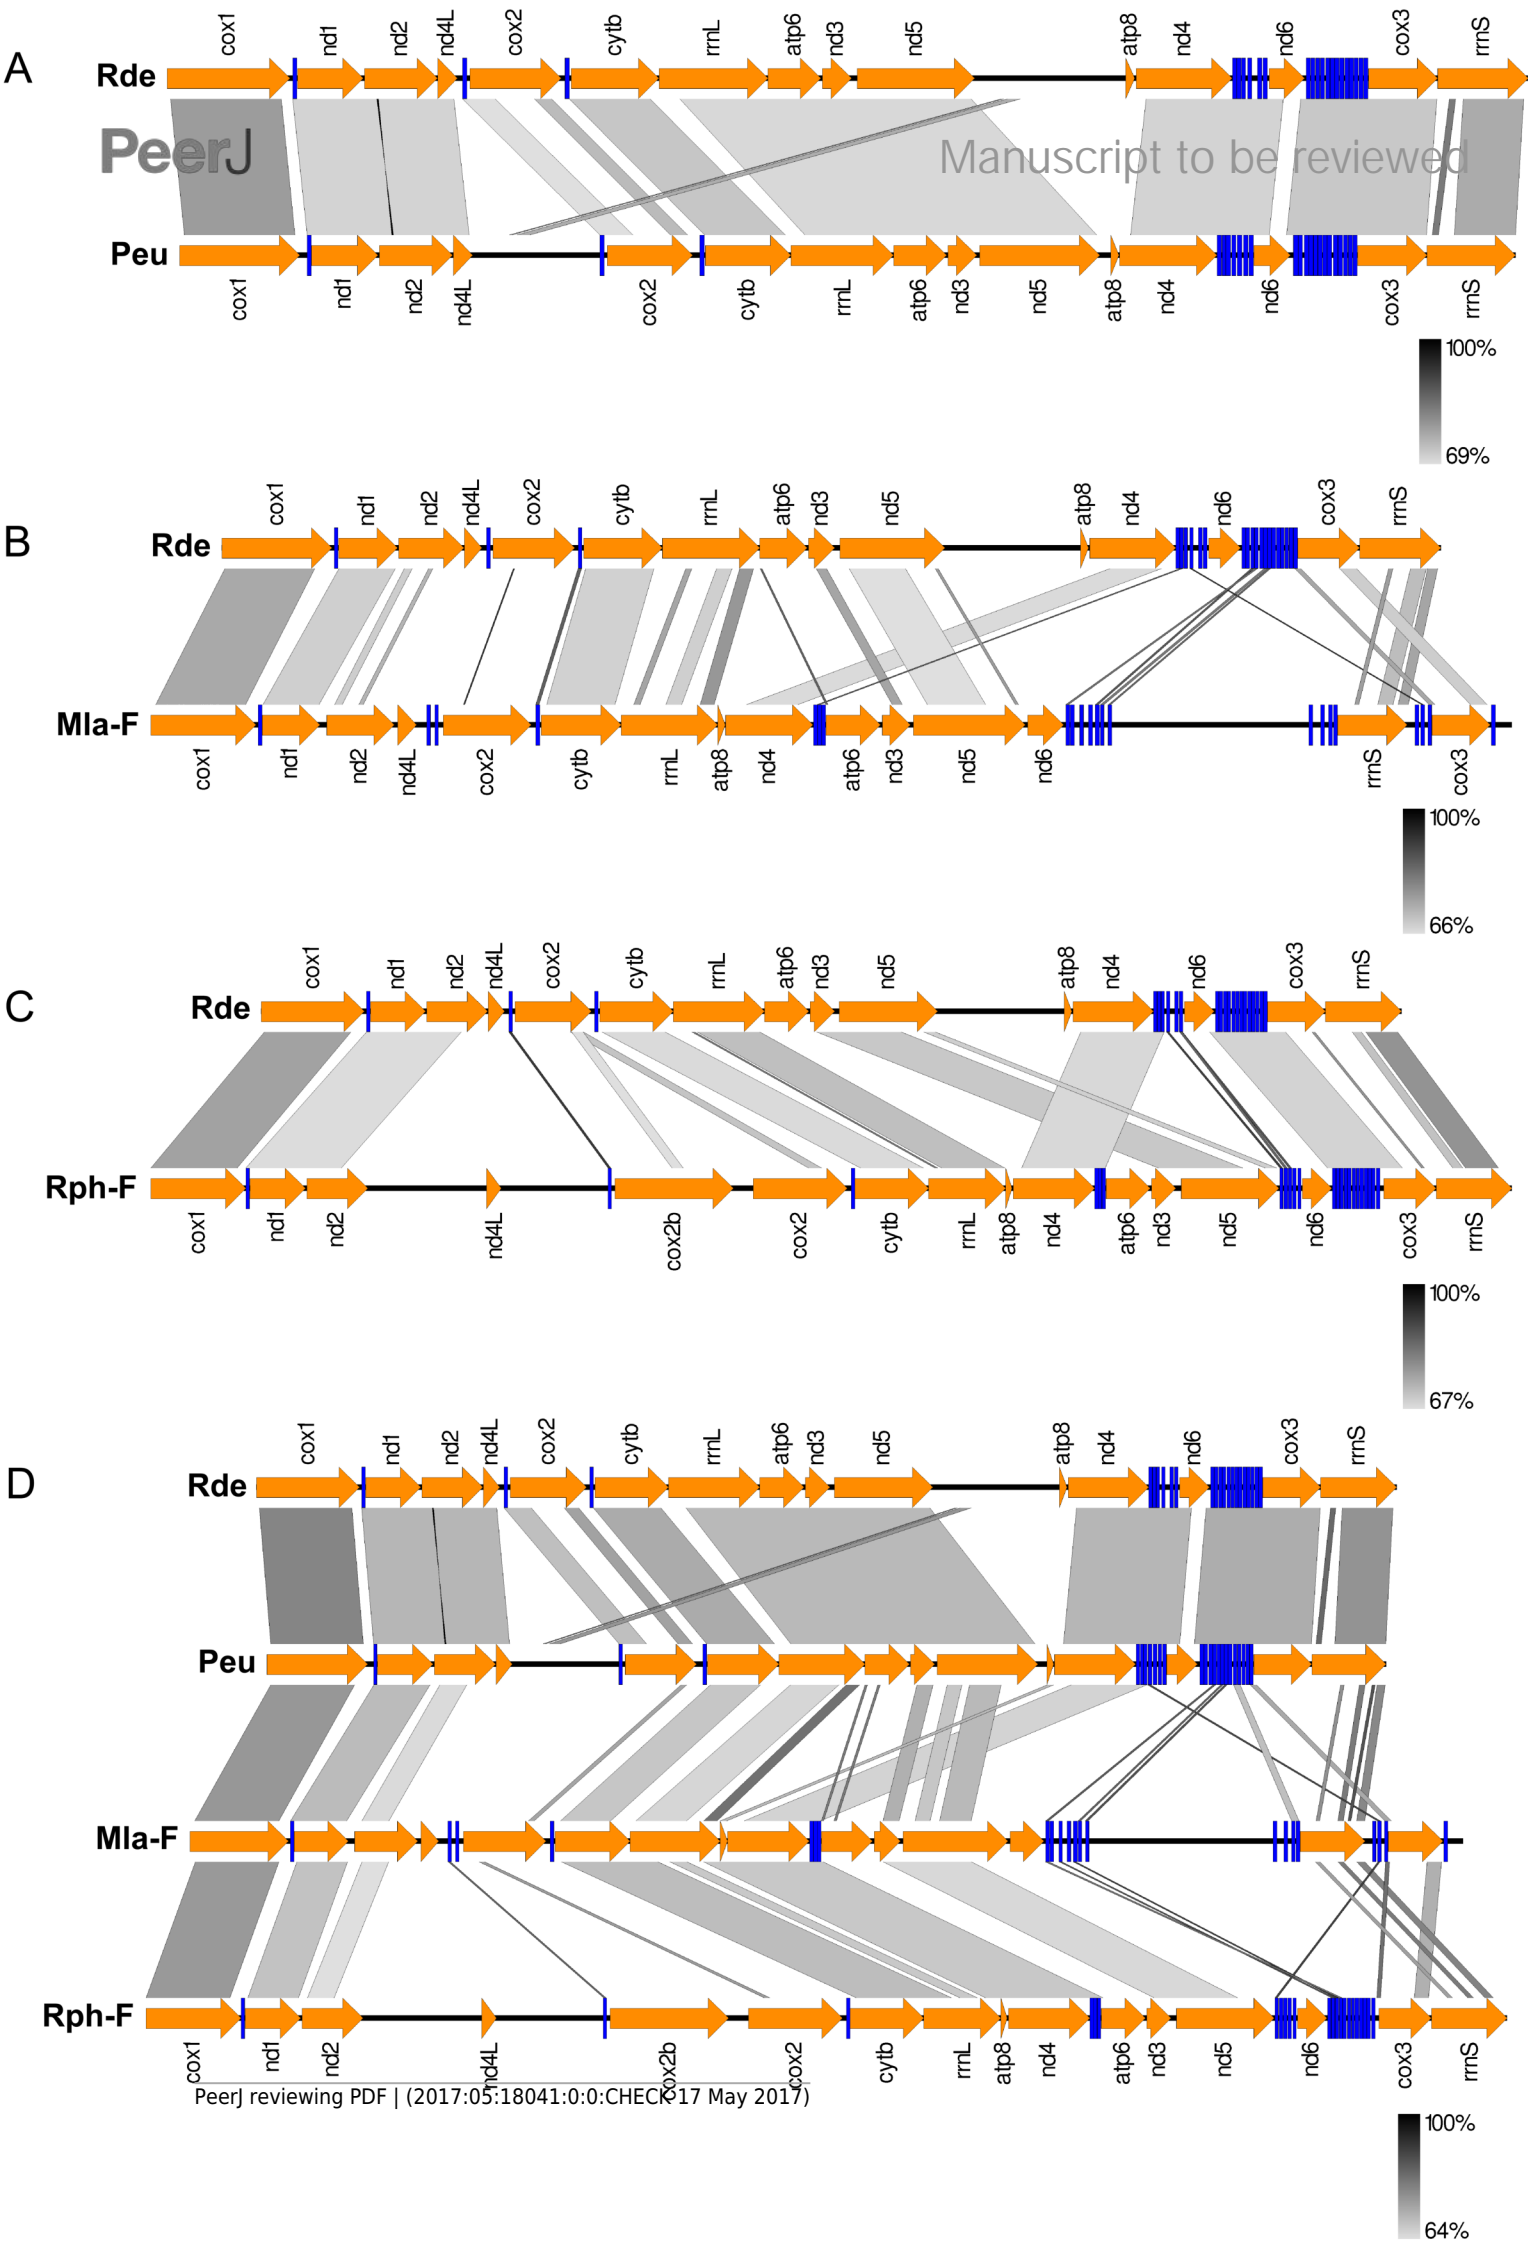 cox1 nd1 nd2 nd4L cox2 cytb rrnL atp6 nd3 nd5 atp8 nd4 nd6 cox3 rrnS
A Rde
PeerJ Manuscript to be reviewed
Peu
cox1 nd1 nd2 nd4L cox2 cytb rrnL atp6 nd3 nd5 atp8 nd4 nd6 cox3 rrnS
100%
69%
cox1 nd1 nd2 nd4L cox2 cytb rrnL atp6 nd3 nd5 atp8 nd4 nd6 cox3 rrnS
B Rde
Mla-F
cox1 nd1 nd2 nd4L cox2 cytb rrnL atp8 nd4 atp6 nd3 nd5 nd6 rrnS cox3
100%
66%
cox1 nd1 nd2 nd4L cox2 cytb rrnL atp6 nd3 nd5 atp8 nd4 nd6 cox3 rrnS
C Rde
Rph-F
cox1 nd1 nd2 nd4L cox2b cox2 cytb rrnL atp8 nd4 atp6 nd3 nd5 nd6 cox3 rrnS
100%
67%
cox1 nd1 nd2 nd4L cox2 cytb rrnL atp6 nd3 nd5 atp8 nd4 nd6 cox3 rrnS
D Rde
Peu
Mla-F
Rph-F
cox1 nd1 nd2 nd4L cox2b cox2 cytb rrnL atp8 nd4 atp6 nd3 nd5 nd6 cox3 rrnS
PeerJ reviewing PDF | (2017:05:18041:0:0:CHECK 17 May 2017)
100%
64%